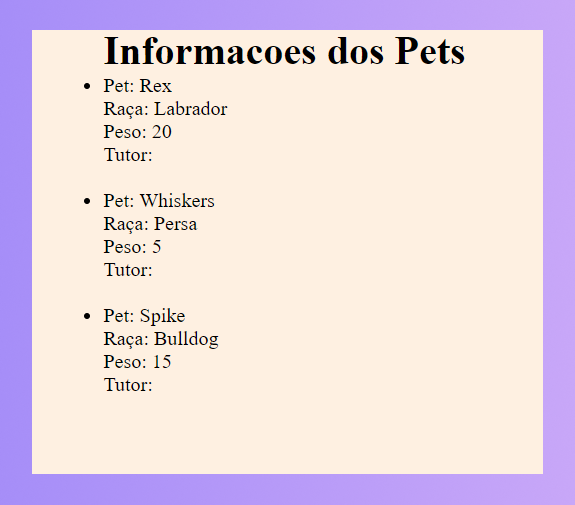 Informacoes dos Pets
Pet: Rex
Raça: Labrador
Peso: 20
Tutor:
Pet: Whiskers
Raça: Persa
Peso: 5
Tutor:
Pet: Spike
Raça: Bulldog
Peso: 15
Tutor: